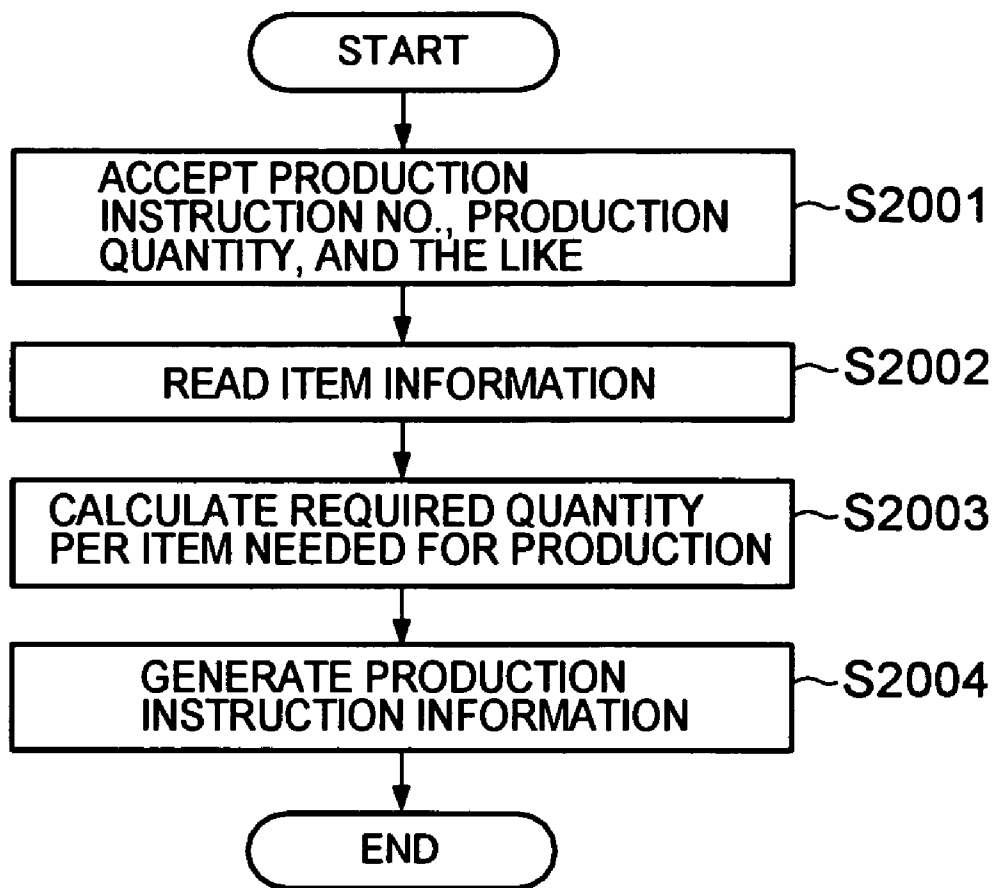 START
ACCEPT PRODUCTION
INSTRUCTION NO., PRODUCTION
QUANTITY, AND THE LIKE
S2001
READ ITEM INFORMATION
S2002
CALCULATE REQUIRED QUANTITY
PER ITEM NEEDED FOR PRODUCTION
S2003
GENERATE PRODUCTION
INSTRUCTION INFORMATION
S2004
END